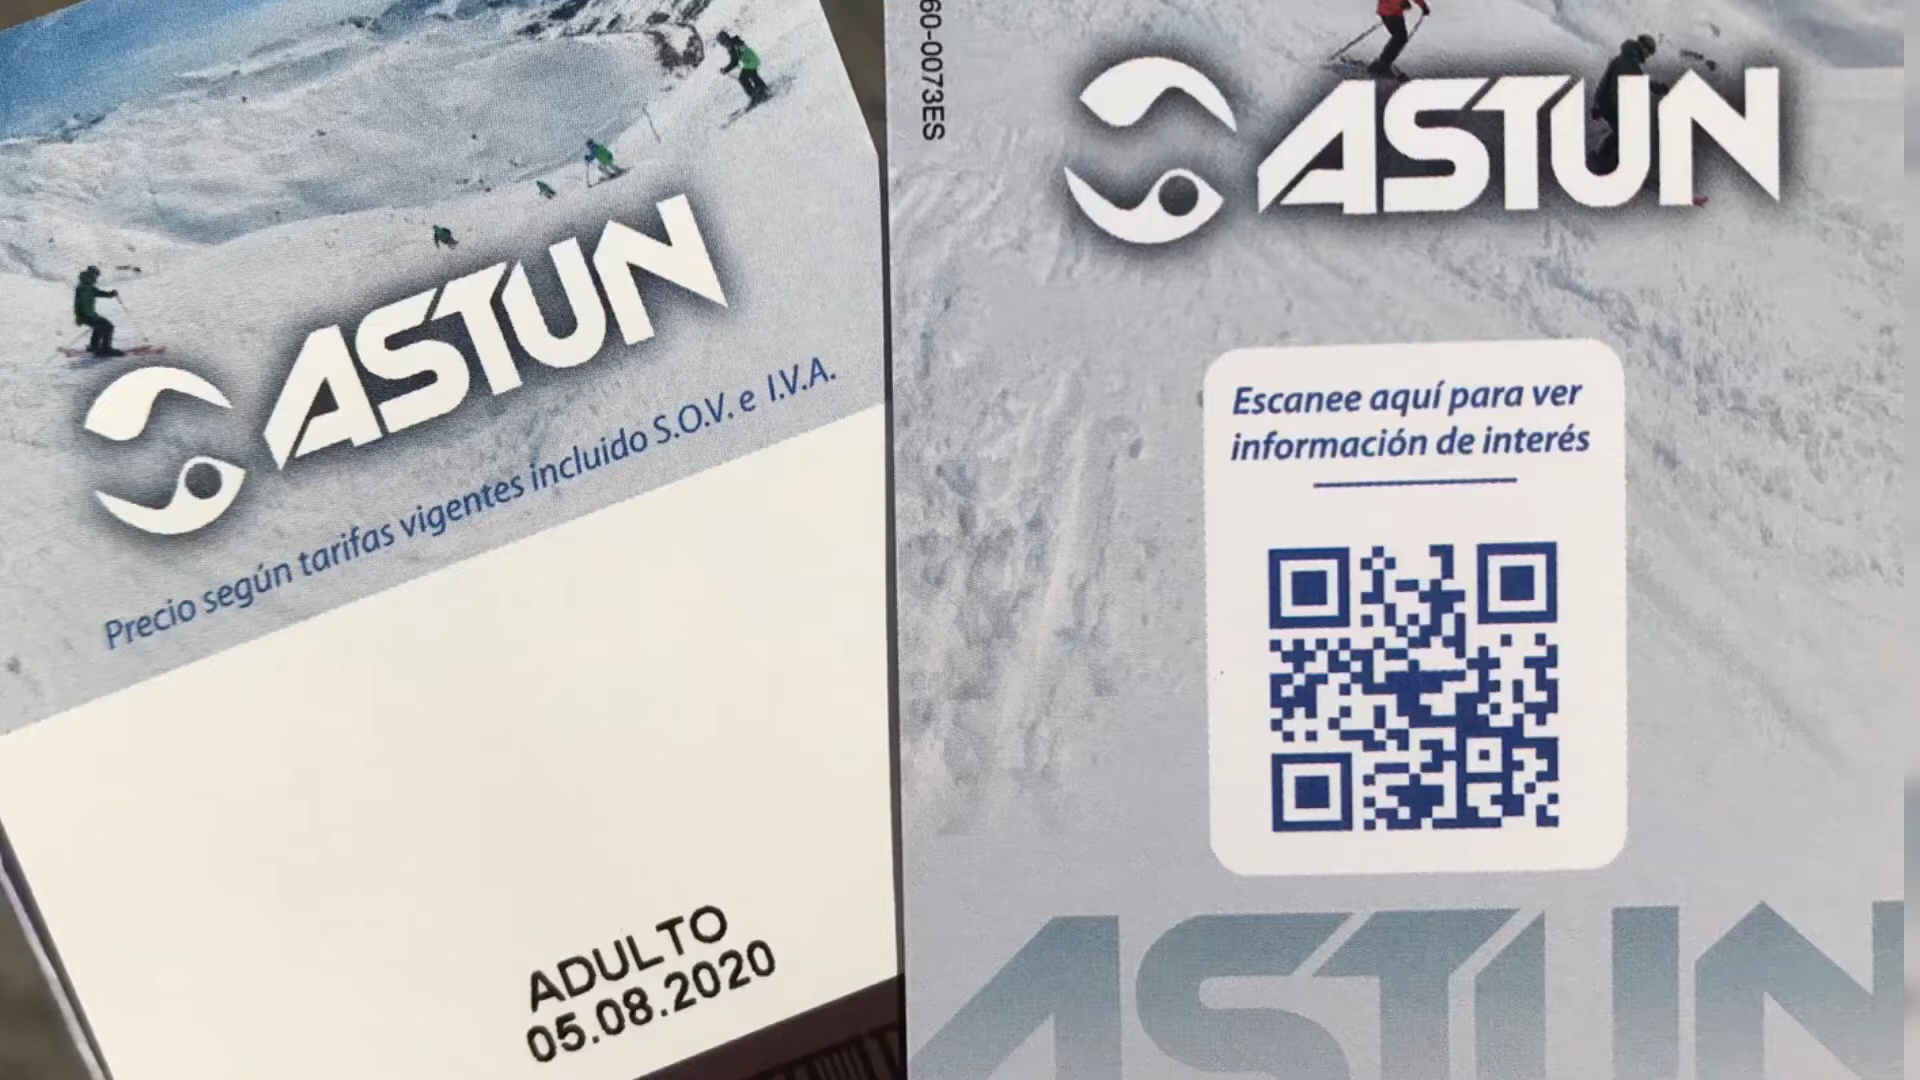 ASTUN
Precio según tarifas vigentes incluido S.O.V. e I.V.A.
ADULTO
05.08.2020
60-0073ES
ASTUN
Escanee aquí para ver
información de interés
ASTUN